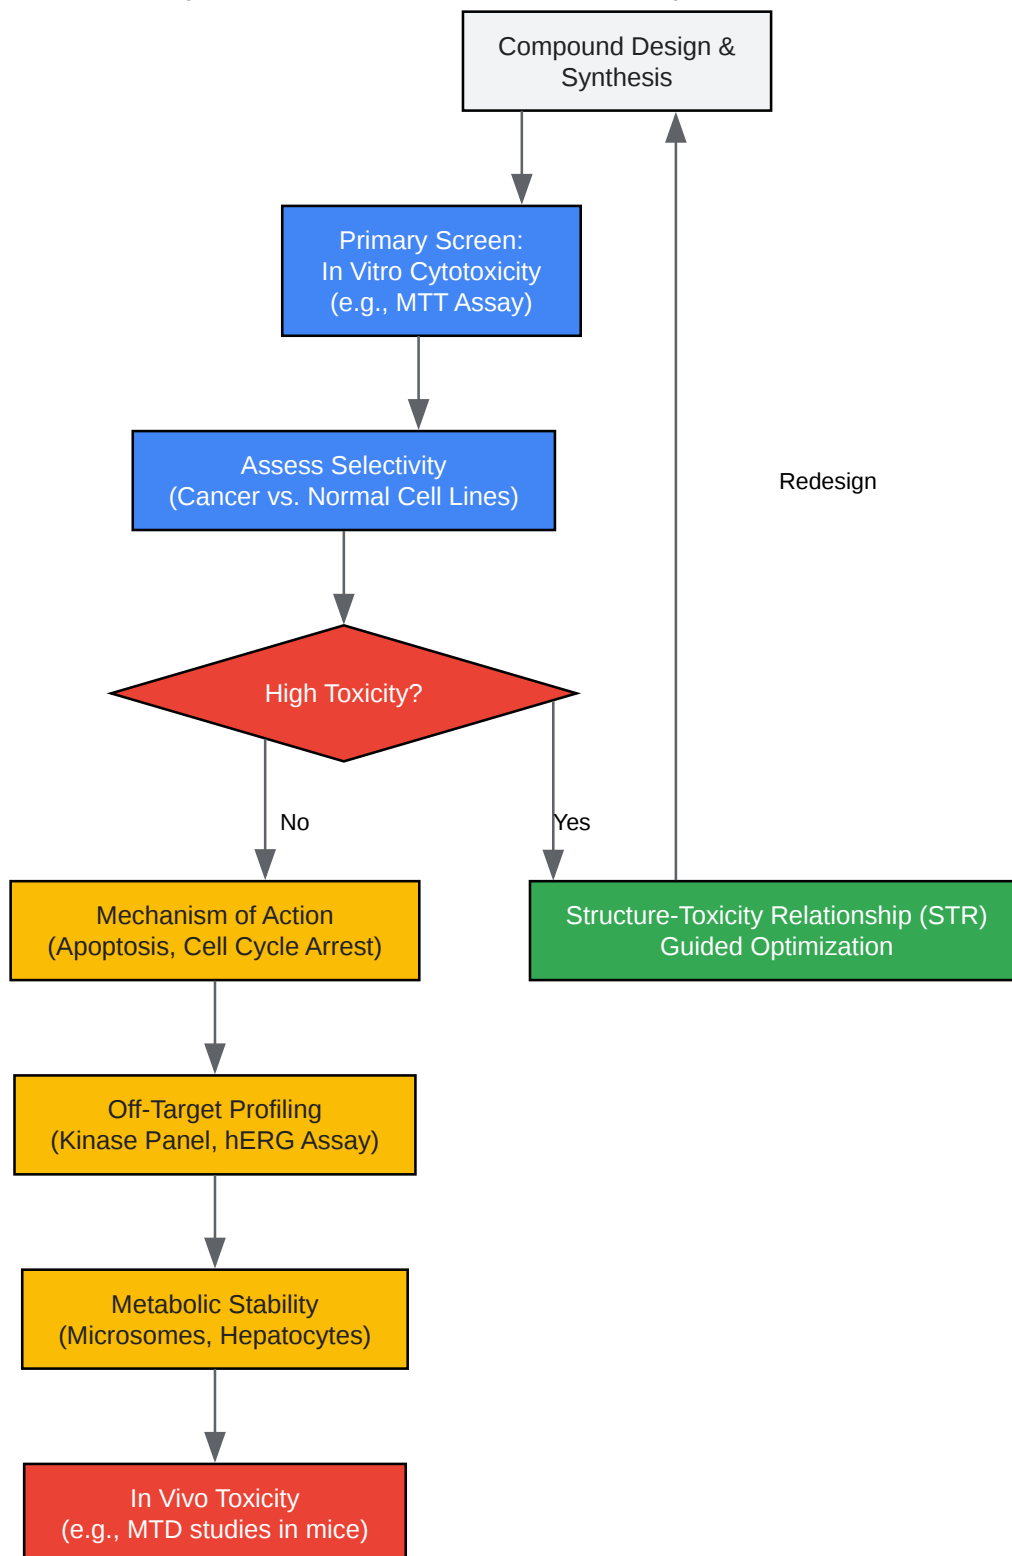 Compound Design &
Synthesis
Primary Screen:
In Vitro Cytotoxicity
(e.g., MTT Assay)
Assess Selectivity
(Cancer vs. Normal Cell Lines)
Redesign
High Toxicity?
No
Yes
Mechanism of Action
(Apoptosis, Cell Cycle Arrest)
Structure-Toxicity Relationship (STR)
Guided Optimization
Off-Target Profiling
(Kinase Panel, hERG Assay)
Metabolic Stability
(Microsomes, Hepatocytes)
In Vivo Toxicity
(e.g., MTD studies in mice)